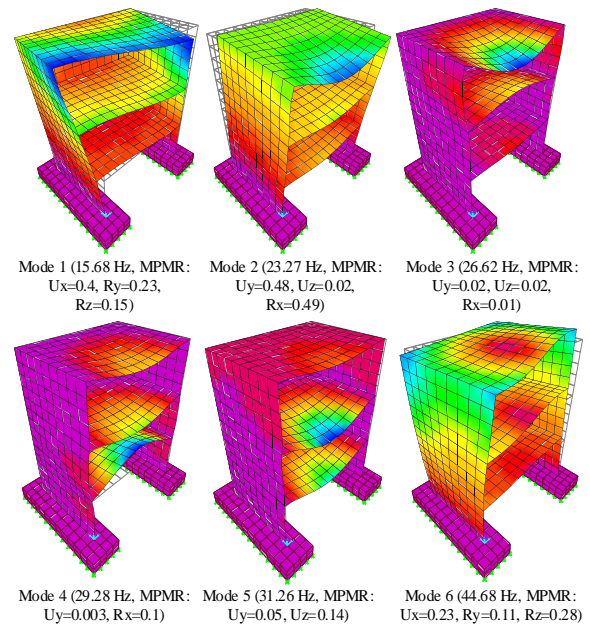 Mode 1 (15.68 Hz, MPMR:
Ux=0.4, Ry=0.23,
Rz=0.15)
Mode 2 (23.27 Hz, MPMR:
Uy=0.48, Uz=0.02,
Rx=0.49)
Mode 3 (26.62 Hz, MPMR:
Uy=0.02, Uz=0.02,
Rx=0.01)
Mode 4 (29.28 Hz, MPMR:
Uy=0.003, Rx=0.1)
Mode 5 (31.26 Hz, MPMR:
Uy=0.05, Uz=0.14)
Mode 6 (44.68 Hz, MPMR:
Ux=0.23, Ry=0.11, Rz=0.28)